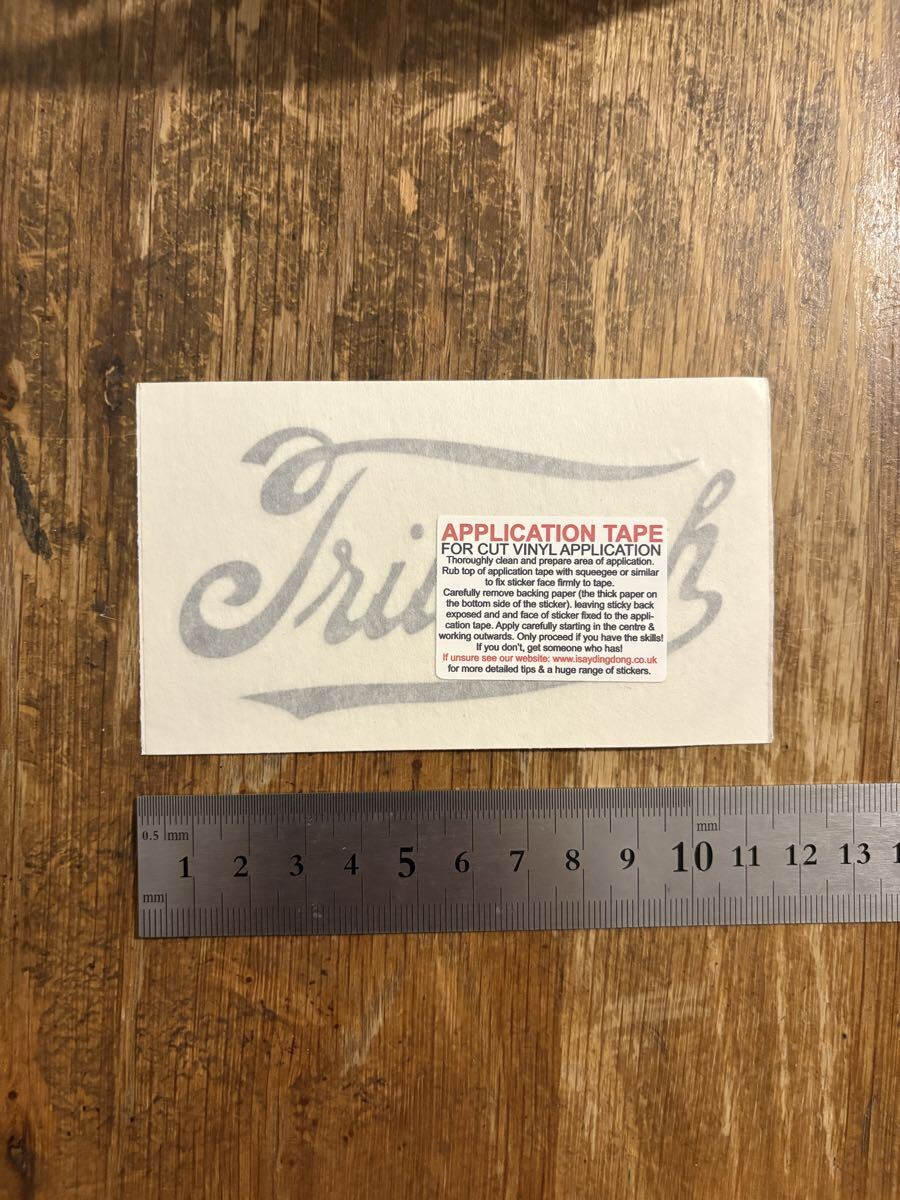 Tri h
APPLICATION TAPE
FOR CUT VINYL APPLICATION
Thoroughly clean and prepare area of application.
Rub top of application tape with squeegee or similar
to fix sticker face firmly to tape.
Carefully remove backing paper (the thick paper on
the bottom side of the sticker). leaving sticky back
exposed and and face of sticker fixed to the appli-
cation tape. Apply carefully starting in the centre &
working outwards. Only proceed if you have the skills!
If you don't, get someone who has!
If unsure see our website: www.isaydingdong.co.uk
for more detailed tips & a huge range of stickers.
0.5 mm
mm
1 2 3 4 5 6 7 8 9 10 11 12 13 1
mm